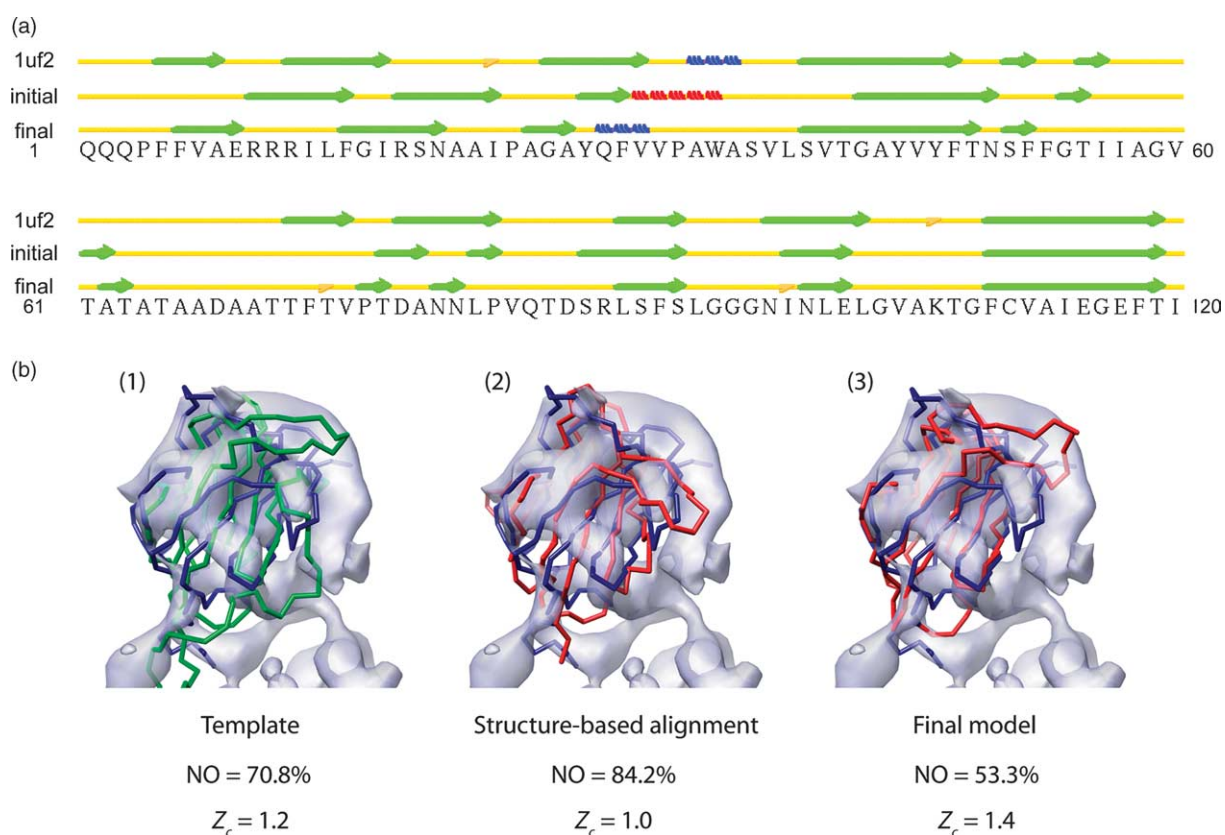 (a)
1uf2
initial
final
1 QQQPFFVAERRRILFGIRSNAAIPAGAYQFVVPAWASVLSVTGAYVYFTNSFFGTIIAGV 60
1uf2
initial
final
61 TATATAADAATTFTVPTDANNLPVQTDSRLSFSLGGGNINLELGVAKTGFCVAIEGEFTI 120
(b)
(1) (2) (3)
Template Structure-based alignment Final model
NO = 70.8% NO = 84.2% NO = 53.3%
Zc = 1.2 Zc = 1.0 Zc = 1.4